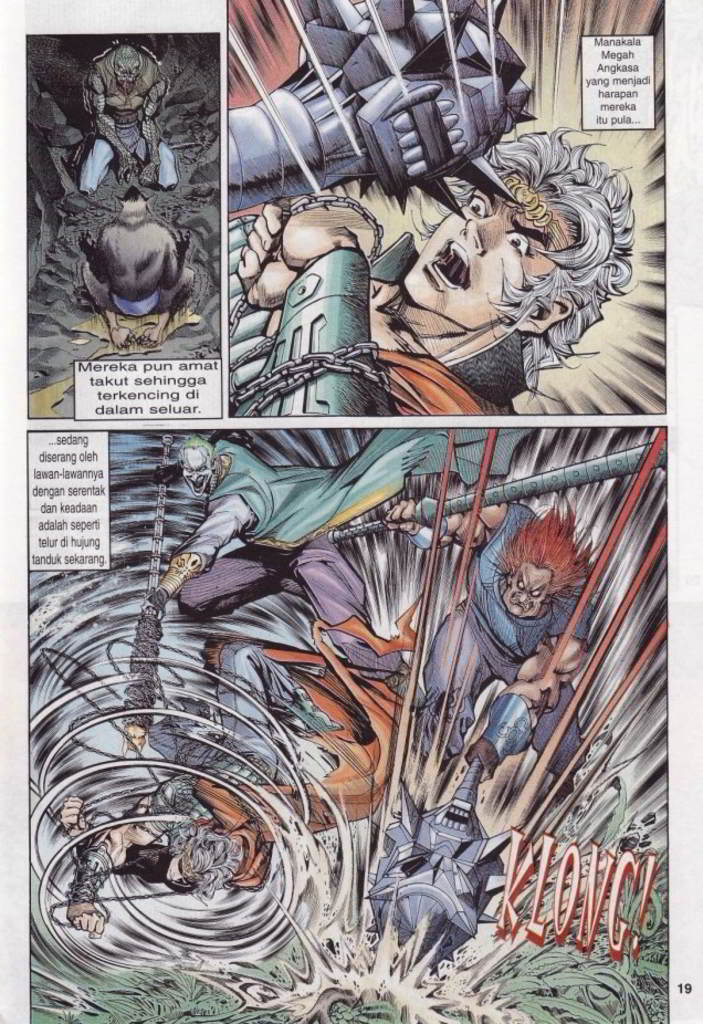 Mereka pun amat
takut sehingga
terkencing di
dalam seluar.
Manakala
Megah
Angkasa
yang menjadi
harapan
mereka
itu pula...
...sedang
diserang oleh
lawan-lawannya
dengan serentak
dan keadaan
adalah seperti
telur di hujung
tanduk sekarang.
KLONG!
19